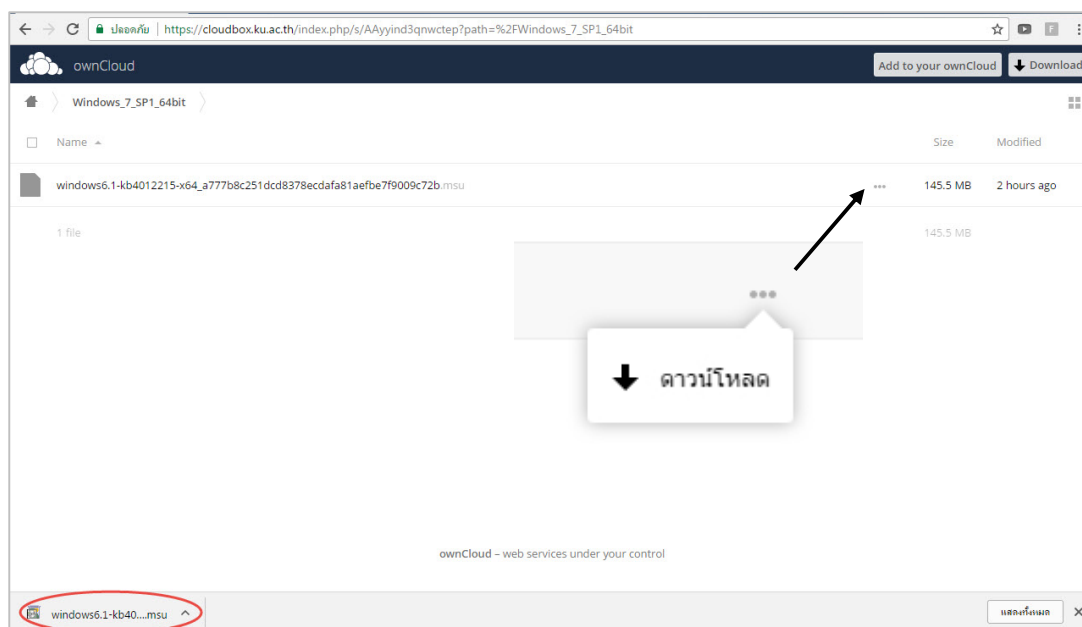 ปลอดภัย | https://cloudbox.ku.ac.th/index.php/s/AAyyind3qnwctep?path=%2FWindows_7_SP1_64bit
ownCloud Add to your ownCloud Download
Windows_7_SP1_64bit
Name Size Modified
windows6.1-kb4012215-x64_a777b8c251dcd8378ecdafa81aefbe7f9009c72b.msu ... 145.5 MB 2 hours ago
1 file 145.5 MB
...
ดาวน์โหลด
ownCloud – web services under your control
windows6.1-kb40....msu แสดงทั้งหมด